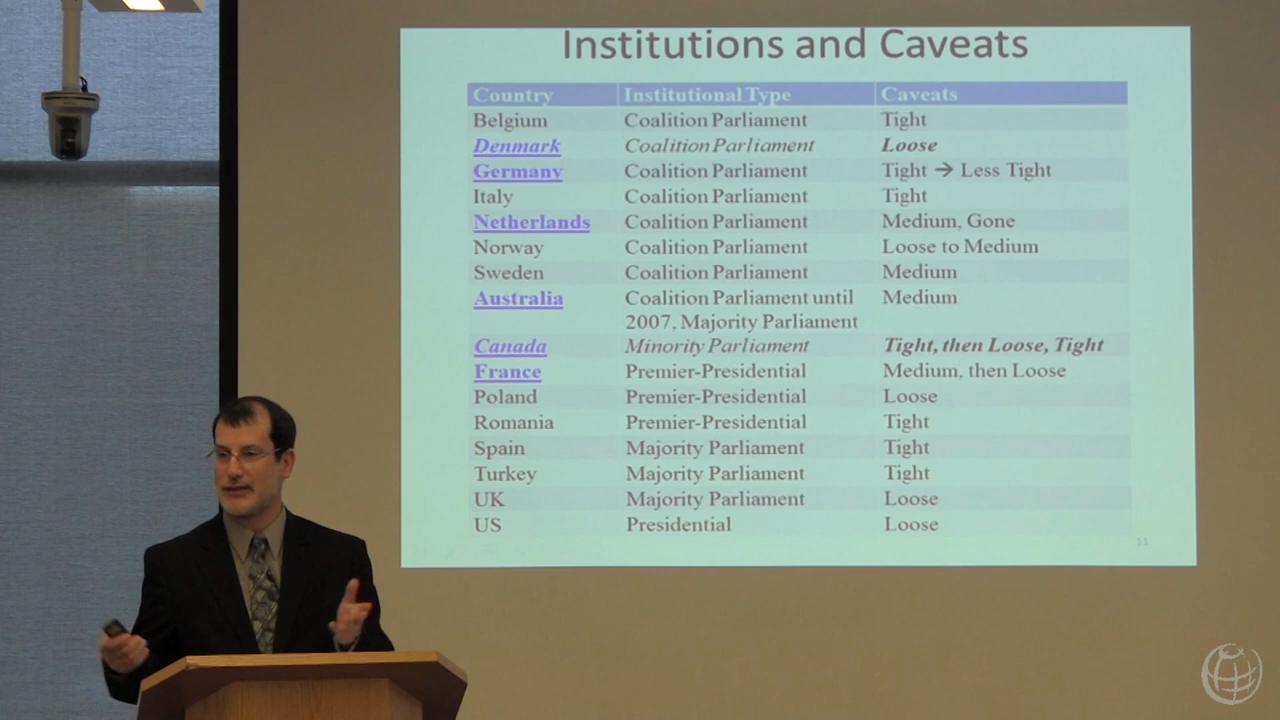 Institutions and Caveats
Country Institutional Type Caveats
Belgium Coalition Parliament Tight
Denmark Coalition Parliament Loose
Germany Coalition Parliament Tight → Less Tight
Italy Coalition Parliament Tight
Netherlands Coalition Parliament Medium, Gone
Norway Coalition Parliament Loose to Medium
Sweden Coalition Parliament Medium
Australia Coalition Parliament until Medium
2007, Majority Parliament
Canada Minority Parliament Tight, then Loose, Tight
France Premier-Presidential Medium, then Loose
Poland Premier-Presidential Loose
Romania Premier-Presidential Tight
Spain Majority Parliament Tight
Turkey Majority Parliament Tight
UK Majority Parliament Loose
US Presidential Loose
11